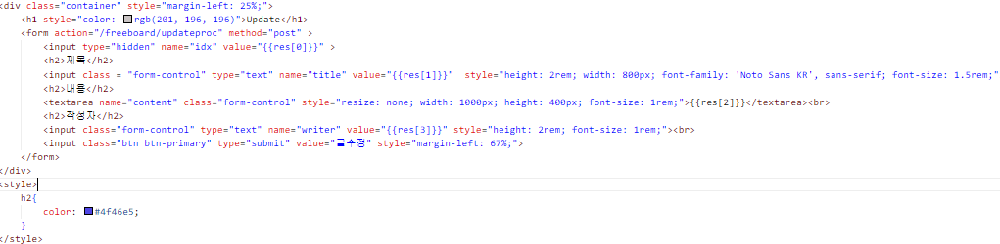 <div class="container" style="margin-left: 25%;">
<h1 style="color: rgb(201, 196, 196)">Update</h1>
<form action="/freeboard/updateproc" method="post" >
<input type="hidden" name="idx" value="{{res[0]}}" >
<h2>제목</h2>
<input class = "form-control" type="text" name="title" value="{{res[1]}}"  style="height: 2rem; width: 800px; font-family: 'Noto Sans KR', sans-serif; font-size: 1.5rem;"
<h2>내용</h2>
<textarea name="content" class="form-control" style="resize: none; width: 1000px; height: 400px; font-size: 1rem;">{{res[2]}}</textarea><br>
<h2>작성자</h2>
<input class="form-control" type="text" name="writer" value="{{res[3]}}" style="height: 2rem; font-size: 1rem;"><br>
<input class="btn btn-primary" type="submit" value="글수정" style="margin-left: 67%;">
</form>
</div>
<style>
h2{
color: #4f46e5;
}
</style>